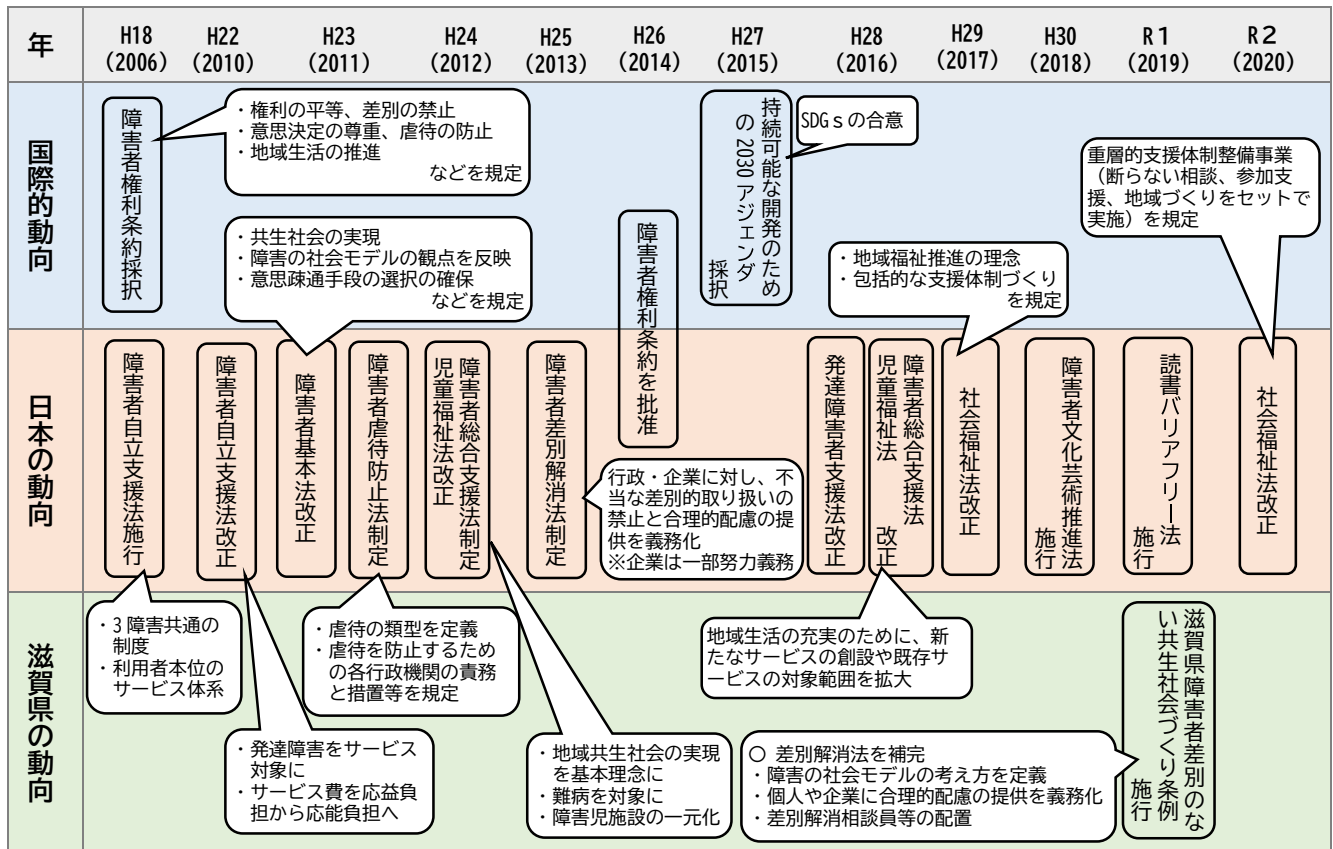 年
H18
(2006)
H22
(2010)
H23
(2011)
H24
(2012)
H25
(2013)
H26
(2014)
H27
(2015)
H28
(2016)
H29
(2017)
H30
(2018)
R1
(2019)
R2
(2020)
国際的動向
障害者権利条約採択
・権利の平等、差別の禁止
・意思決定の尊重、虐待の防止
・地域生活の推進
などを規定
・共生社会の実現
・障害の社会モデルの観点を反映
・意思疎通手段の選択の確保
などを規定
障害者権利条約を批准
持続可能な開発のため
の2030アジェンダ
採択
SDGsの合意
・地域福祉推進の理念
・包括的な支援体制づくり
を規定
重層的支援体制整備事業
(断らない相談、参加支
援、地域づくりをセットで
実施)を規定
日本の動向
障害者自立支援法施行
障害者自立支援法改正
障害者基本法改正
障害者虐待防止法制定
障害者総合支援法制定
児童福祉法改正
障害者差別解消法制定
行政・企業に対し、不
当な差別的取り扱いの
禁止と合理的配慮の提
供を義務化
※企業は一部努力義務
発達障害者支援法改正
障害者総合支援法
児童福祉法 改正
社会福祉法改正
障害者文化芸術推進法
施行
読書バリアフリー法
施行
社会福祉法改正
滋賀県の動向
・3障害共通の
制度
・利用者本位の
サービス体系
・発達障害をサービス
対象に
・サービス費を応益負
担から応能負担へ
・虐待の類型を定義
・虐待を防止するため
の各行政機関の責務
と措置等を規定
・地域共生社会の実現
を基本理念に
・難病を対象に
・障害児施設の一元化
地域生活の充実のために、新
たなサービスの創設や既存サ
ービスの対象範囲を拡大
○ 差別解消法を補完
・障害の社会モデルの考え方を定義
・個人や企業に合理的配慮の提供を義務化
・差別解消相談員等の配置
滋賀県障害者差別のな
い共生社会づくり条例
施行